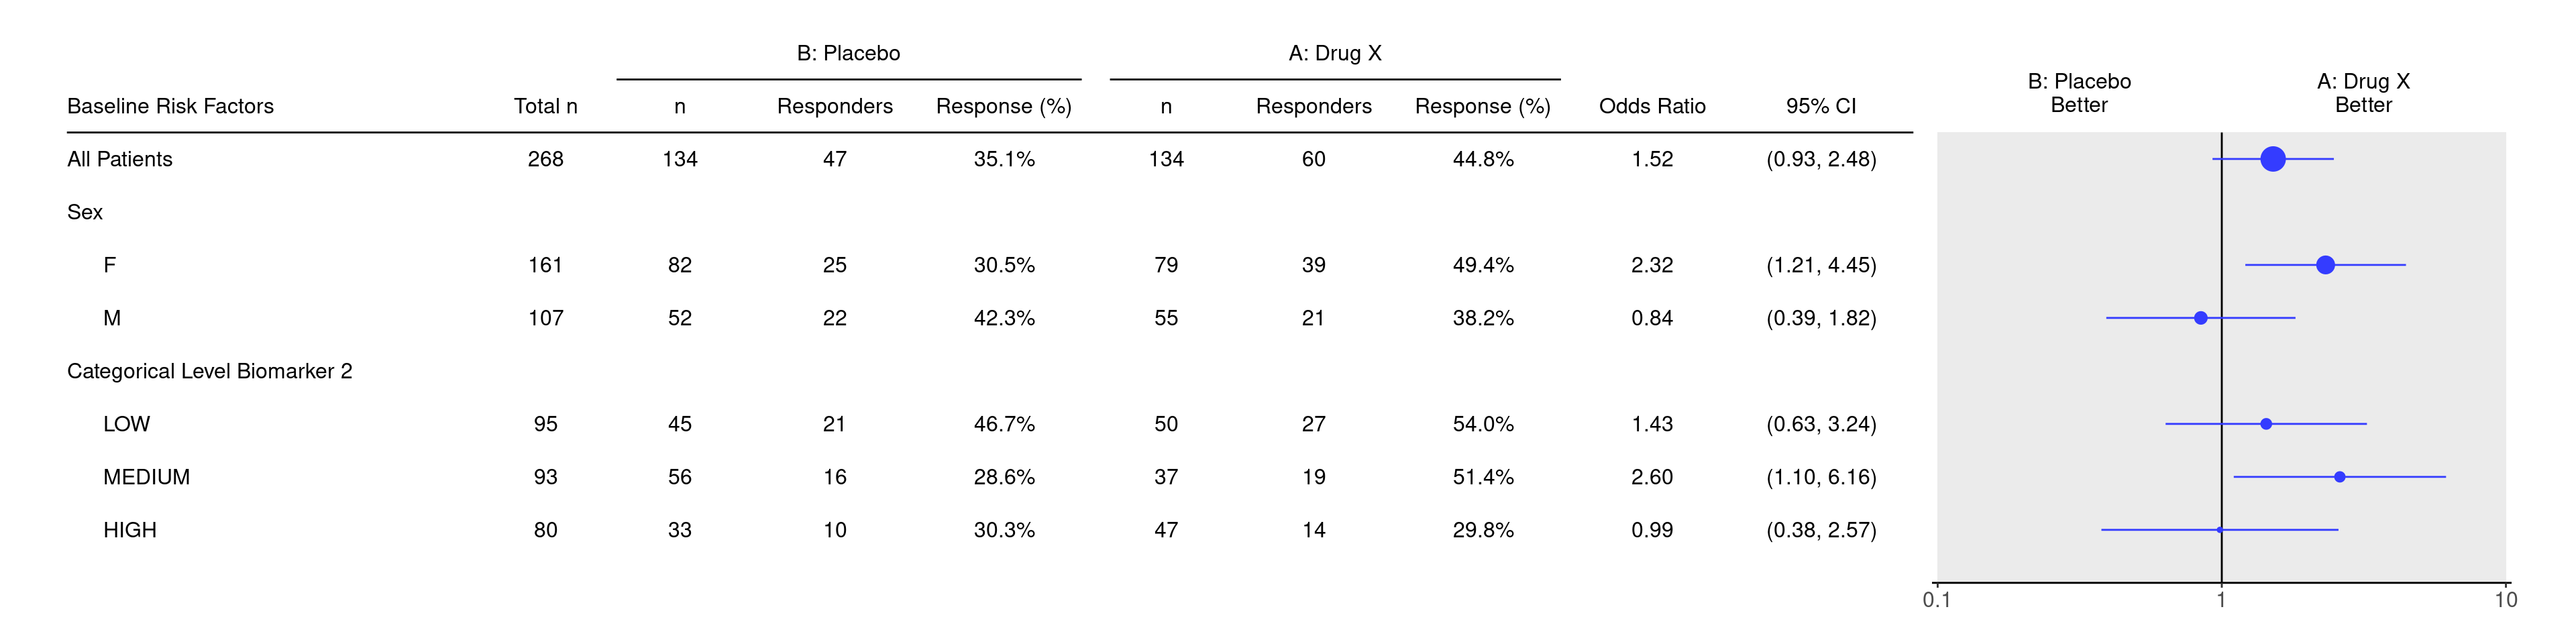 B: Placebo A: Drug X
B: Placebo A: Drug X
Better Better
Baseline Risk Factors Total n n Responders Response (%) n Responders Response (%) Odds Ratio 95% CI
All Patients 268 134 47 35.1% 134 60 44.8% 1.52 (0.93, 2.48)
Sex
F 161 82 25 30.5% 79 39 49.4% 2.32 (1.21, 4.45)
M 107 52 22 42.3% 55 21 38.2% 0.84 (0.39, 1.82)
Categorical Level Biomarker 2
LOW 95 45 21 46.7% 50 27 54.0% 1.43 (0.63, 3.24)
MEDIUM 93 56 16 28.6% 37 19 51.4% 2.60 (1.10, 6.16)
HIGH 80 33 10 30.3% 47 14 29.8% 0.99 (0.38, 2.57)
0.1 1 10